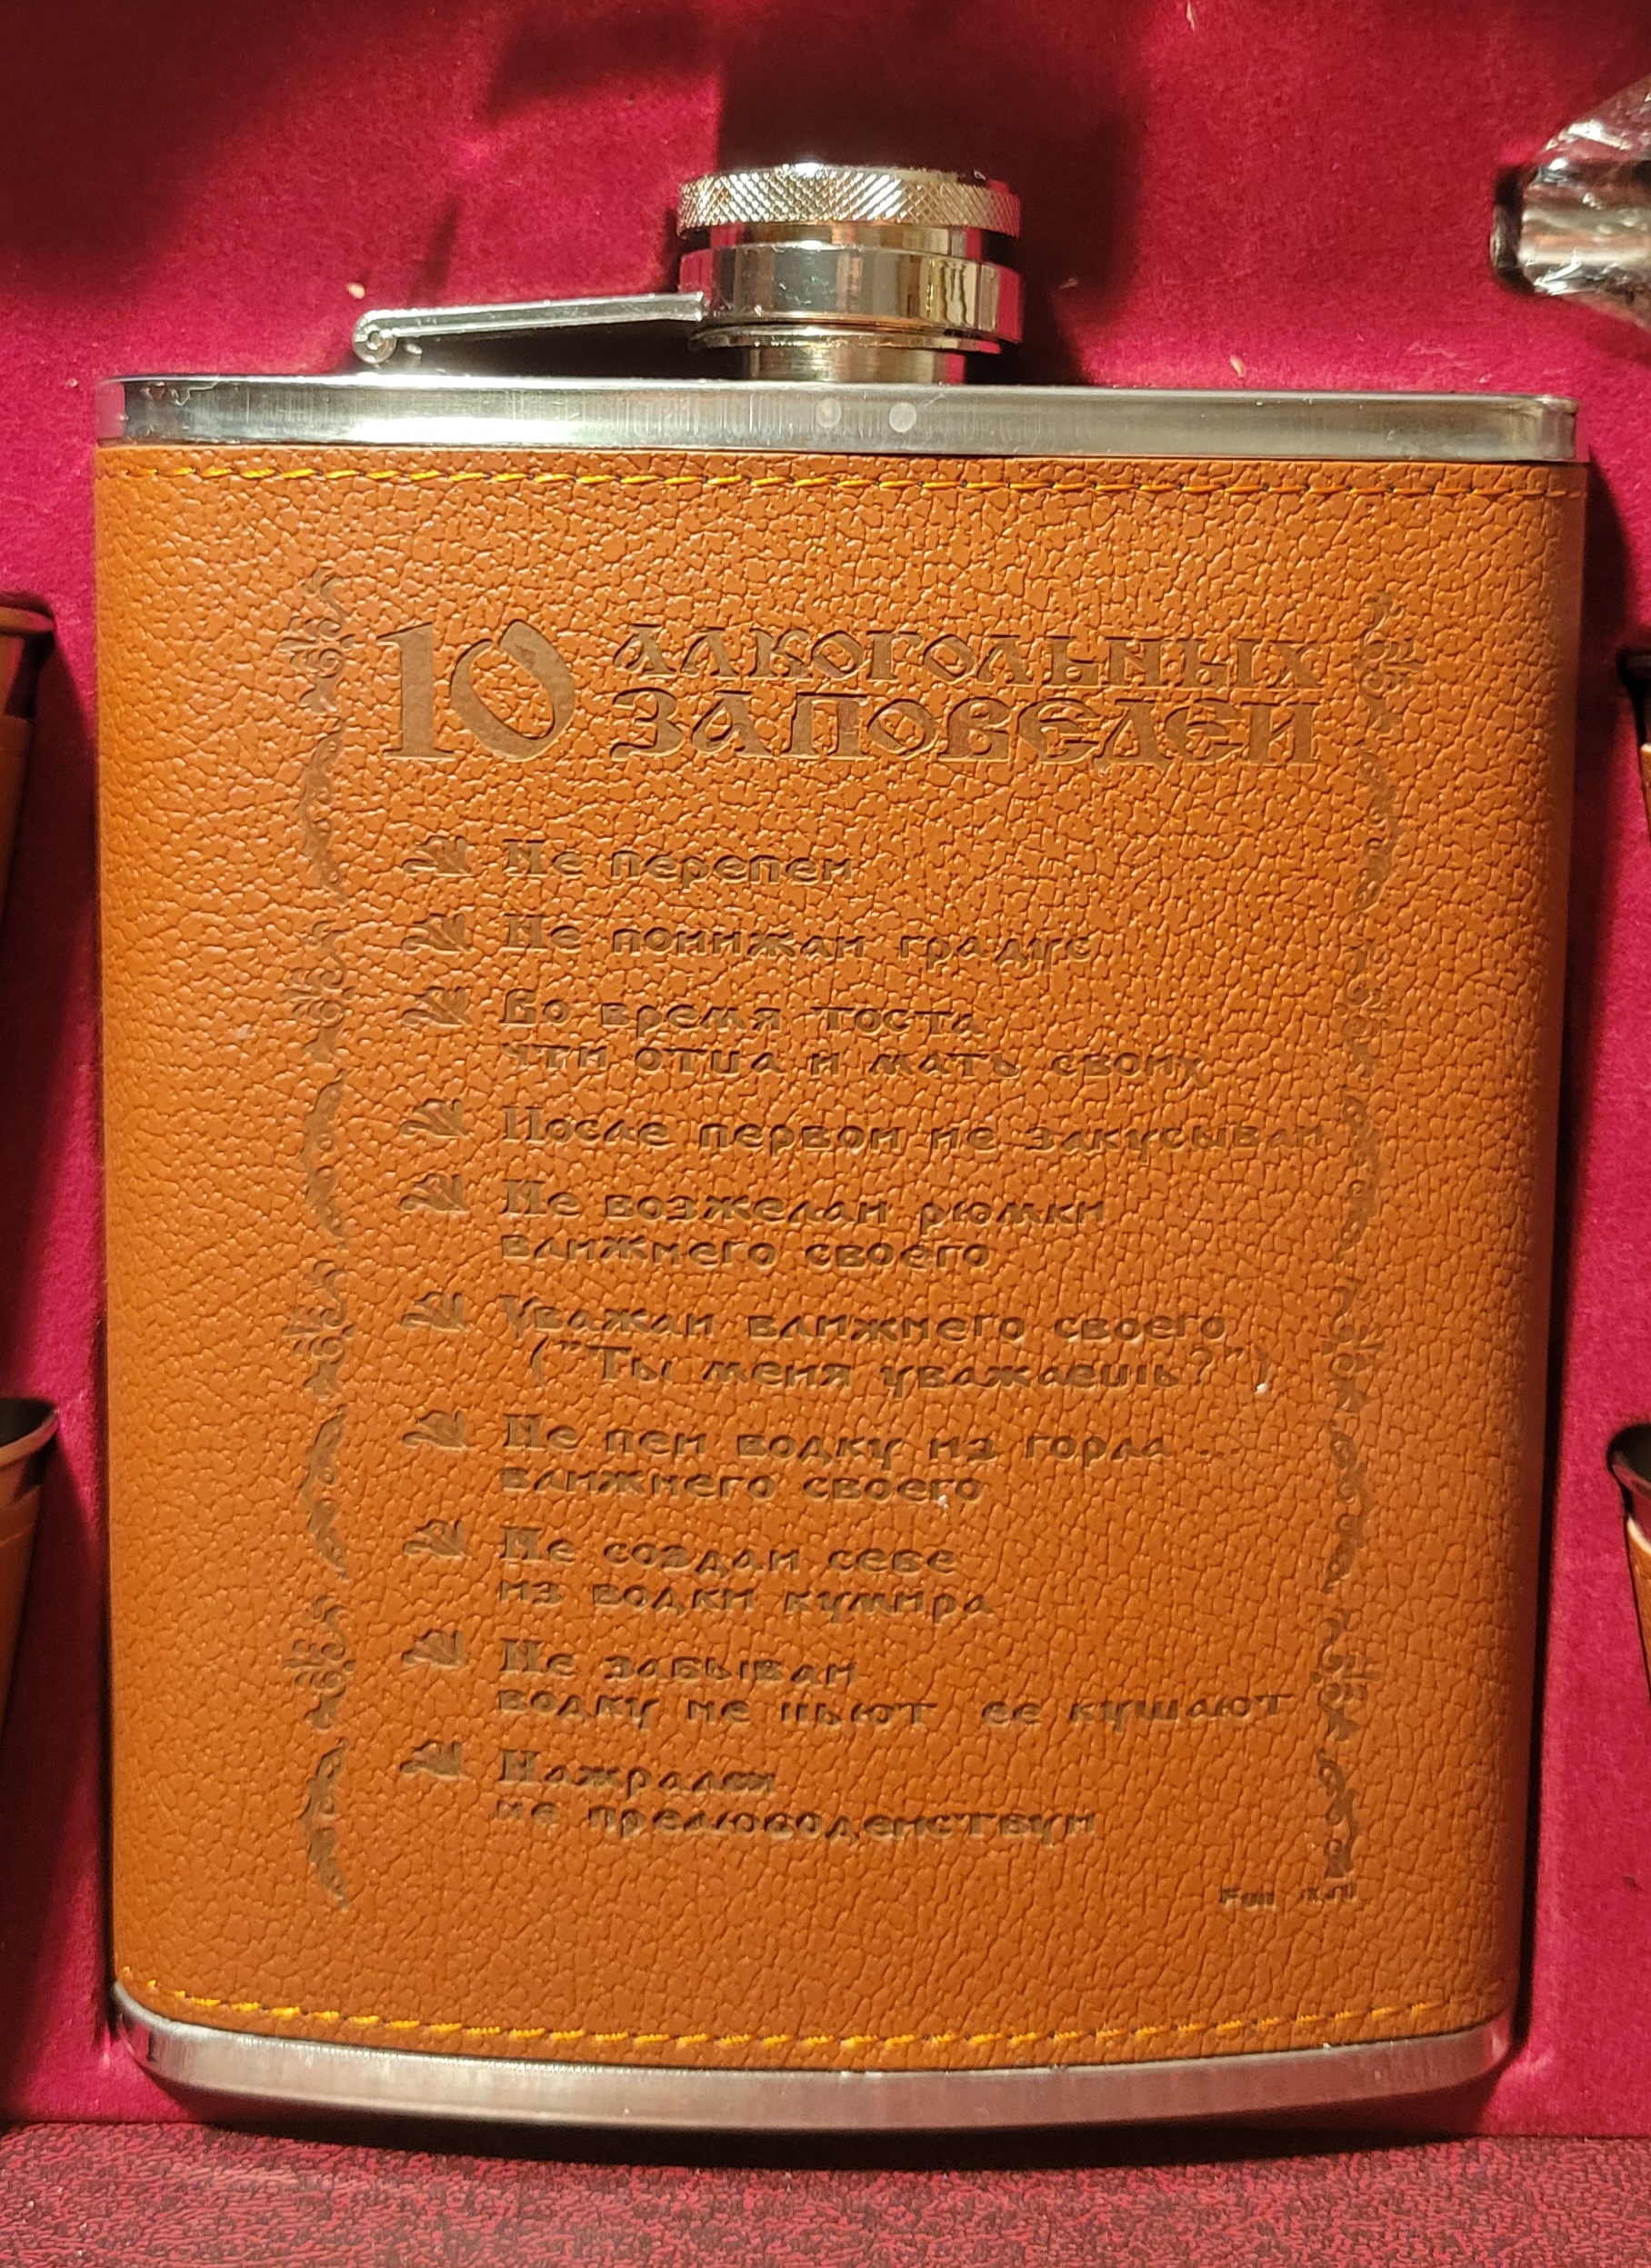 10 АЛКОГОЛЬНЫХ
ЗАПОВЕДЕЙ
Не перепей
Не понижай градус
Во время тоста
чти отца и мать своих
После первой не закусывай
Не возжелай рюмки
ближнего своего
Уважай ближнего своего
("Ты меня уважаешь?")
Не пей водку из горла ...
ближнего своего
Не создай себе
из водки кумира
Не забывай
водку не пьют ее кушают
Нажрался
не прелюбодействуй
Fun